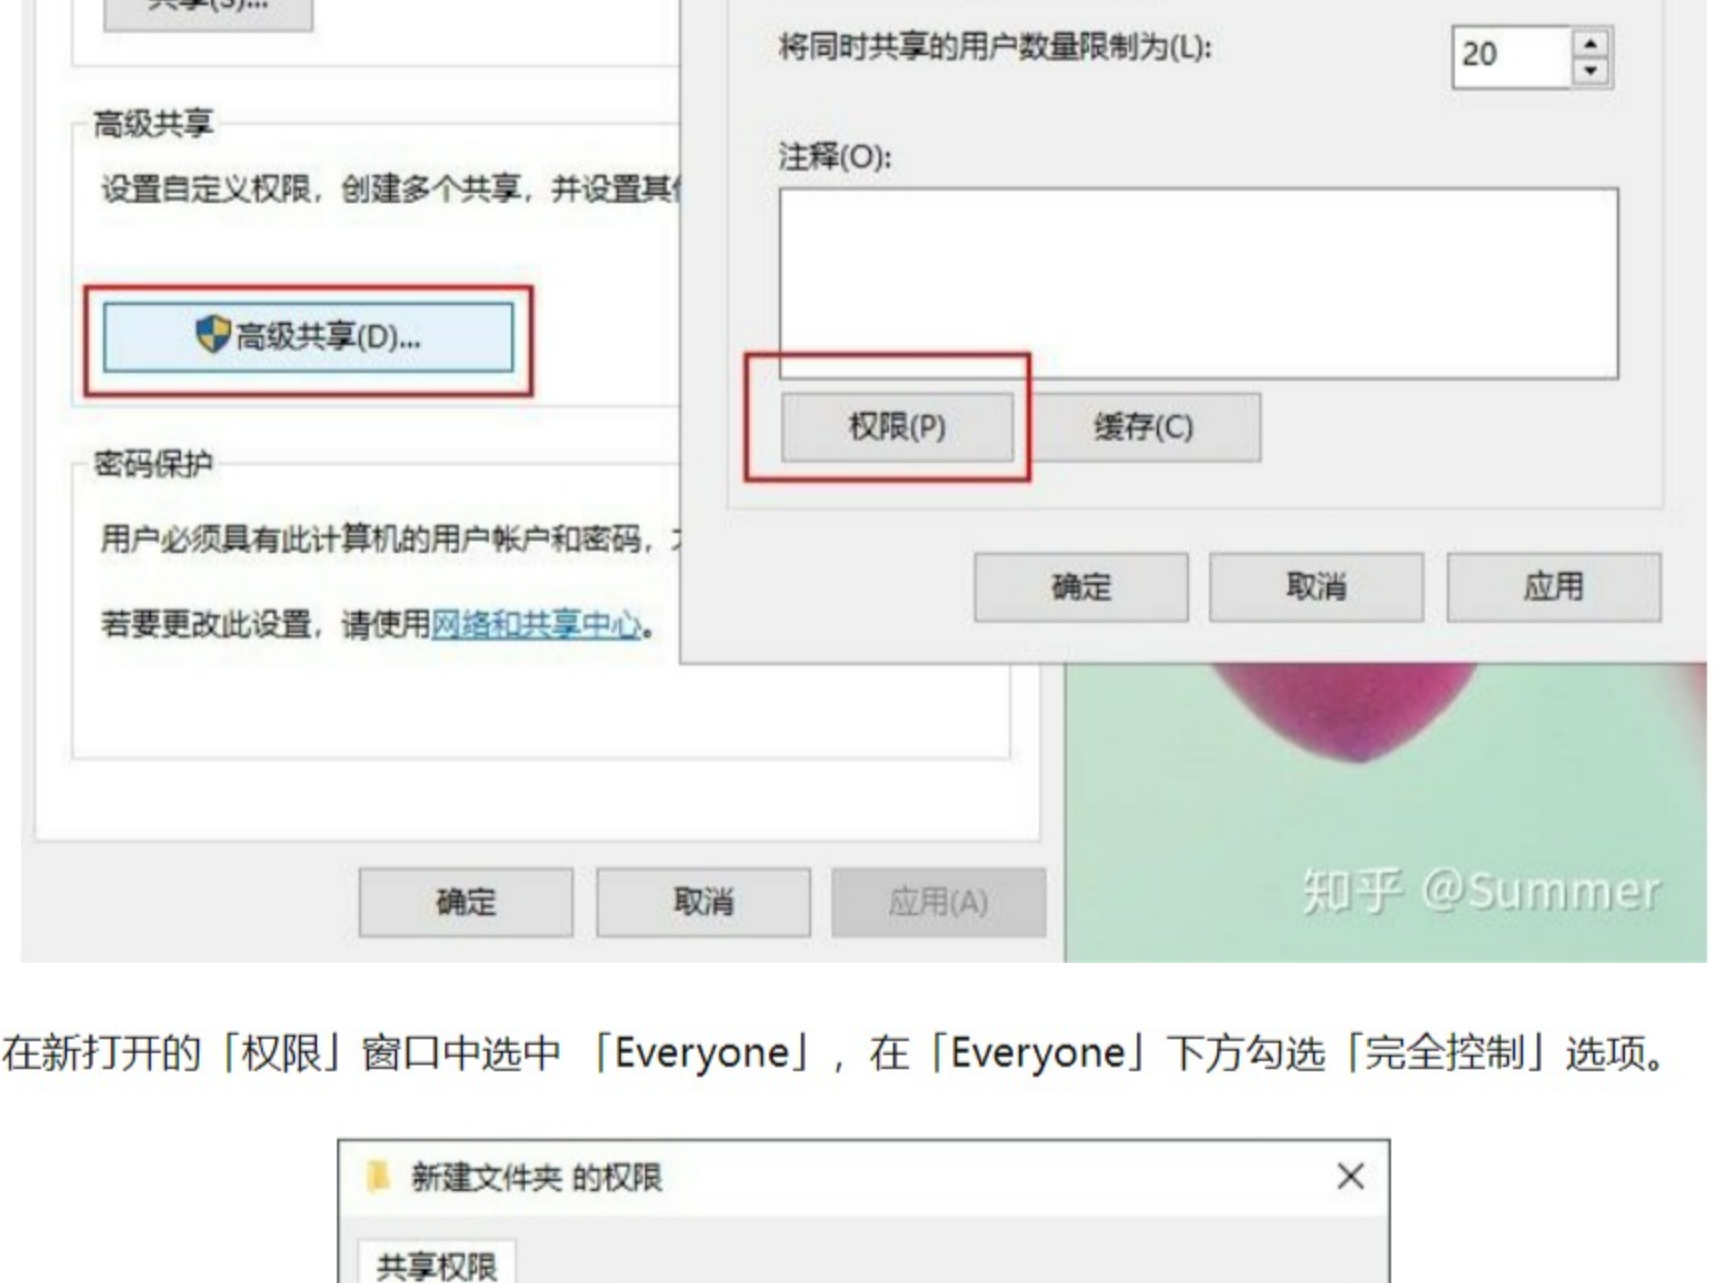 共享(S)...
将同时共享的用户数量限制为(L):
20
高级共享
设置自定义权限，创建多个共享，并设置其
注释(O):
高级共享(D)...
权限(P)
缓存(C)
密码保护
用户必须具有此计算机的用户帐户和密码，
若要更改此设置，请使用网络和共享中心。
确定
取消
应用
确定
取消
应用(A)
知乎 @Summer
在新打开的「权限」窗口中选中 「Everyone」，在「Everyone」下方勾选「完全控制」选项。
新建文件夹 的权限
共享权限